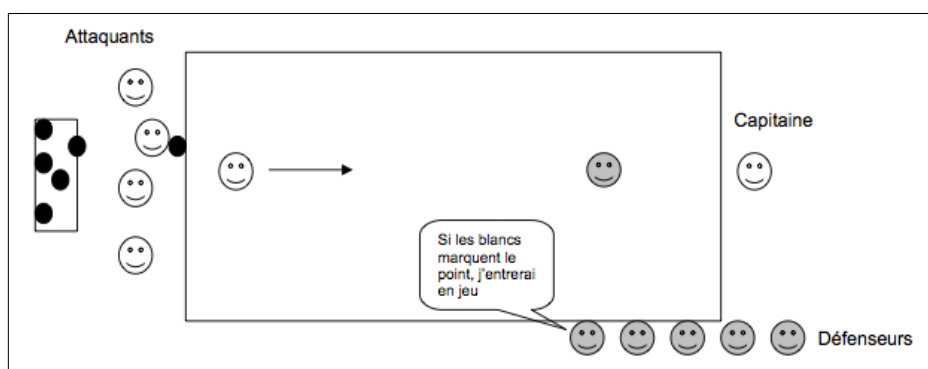 Attaquants
Capitaine
Si les blancs
marquent le
point, j'entrerai
en jeu
Défenseurs